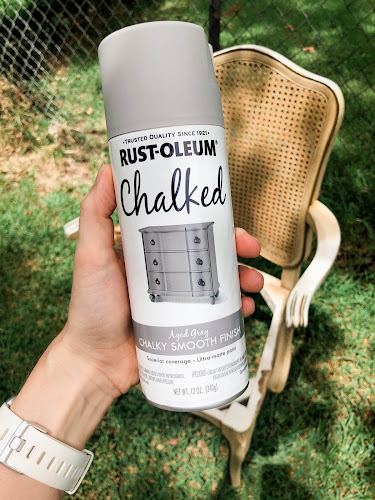 • TRUSTED QUALITY SINCE 1921 •
RUST-OLEUM®
Chalked
Aged Gray
CHALKY SMOOTH FINISH
Superior coverage • Ultra matte paint
NET WT. 12 OZ. (340g)